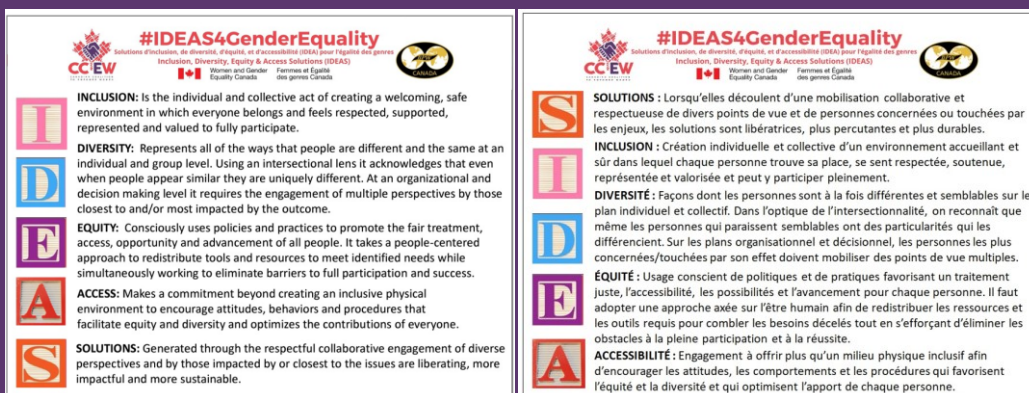 #IDEAS4GenderEquality
Solutions d'inclusion, de diversité, d'équité, et d'accessibilité (IDEA) pour l'égalité des genres
Inclusion, Diversity, Equity & Access Solutions (IDEAS)
CCEW
Women and Gender Femmes et Égalité
Equality Canada des genres Canada
CANADA
I
INCLUSION: Is the individual and collective act of creating a welcoming, safe
environment in which everyone belongs and feels respected, supported,
represented and valued to fully participate.
D
DIVERSITY: Represents all of the ways that people are different and the same at an
individual and group level. Using an intersectional lens it acknowledges that even
when people appear similar they are uniquely different. At an organizational and
decision making level it requires the engagement of multiple perspectives by those
closest to and/or most impacted by the outcome.
E
EQUITY: Consciously uses policies and practices to promote the fair treatment,
access, opportunity and advancement of all people. It takes a people-centered
approach to redistribute tools and resources to meet identified needs while
simultaneously working to eliminate barriers to full participation and success.
A
ACCESS: Makes a commitment beyond creating an inclusive physical
environment to encourage attitudes, behaviors and procedures that
facilitate equity and diversity and optimizes the contributions of everyone.
S
SOLUTIONS: Generated through the respectful collaborative engagement of diverse
perspectives and by those impacted by or closest to the issues are liberating, more
impactful and more sustainable.
#IDEAS4GenderEquality
Solutions d'inclusion, de diversité, d'équité, et d'accessibilité (IDEA) pour l'égalité des genres
Inclusion, Diversity, Equity & Access Solutions (IDEAS)
CCEW
Women and Gender Femmes et Égalité
Equality Canada des genres Canada
CANADA
S
SOLUTIONS : Lorsqu'elles découlent d'une mobilisation collaborative et
respectueuse de divers points de vue et de personnes concernées ou touchées par
les enjeux, les solutions sont libératrices, plus percutantes et plus durables.
I
INCLUSION : Création individuelle et collective d'un environnement accueillant et
sûr dans lequel chaque personne trouve sa place, se sent respectée, soutenue,
représentée et valorisée et peut y participer pleinement.
D
DIVERSITÉ : Façons dont les personnes sont à la fois différentes et semblables sur le
plan individuel et collectif. Dans l'optique de l'intersectionnalité, on reconnaît que
même les personnes qui paraissent semblables ont des particularités qui les
différencient. Sur les plans organisationnel et décisionnel, les personnes les plus
concernées/touchées par son effet doivent mobiliser des points de vue multiples.
E
ÉQUITÉ : Usage conscient de politiques et de pratiques favorisant un traitement
juste, l'accessibilité, les possibilités et l'avancement pour chaque personne. Il faut
adopter une approche axée sur l'être humain afin de redistribuer les ressources et
les outils requis pour combler les besoins décelés tout en s'efforçant d'éliminer les
obstacles à la pleine participation et à la réussite.
A
ACCESSIBILITÉ : Engagement à offrir plus qu'un milieu physique inclusif afin
d'encourager les attitudes, les comportements et les procédures qui favorisent
l'équité et la diversité et qui optimisent l'apport de chaque personne.